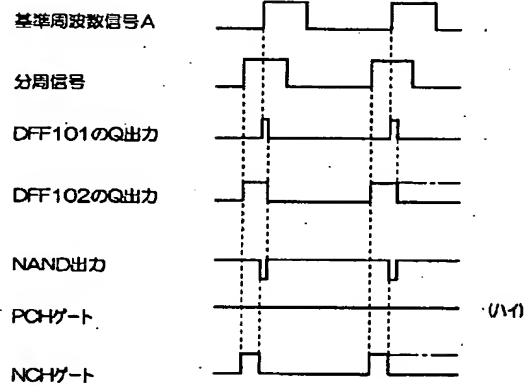 基準周波数信号A
分周信号
DFF101のQ出力
DFF102のQ出力
NAND出力
PCHゲート
(ハイ)
NCHゲート